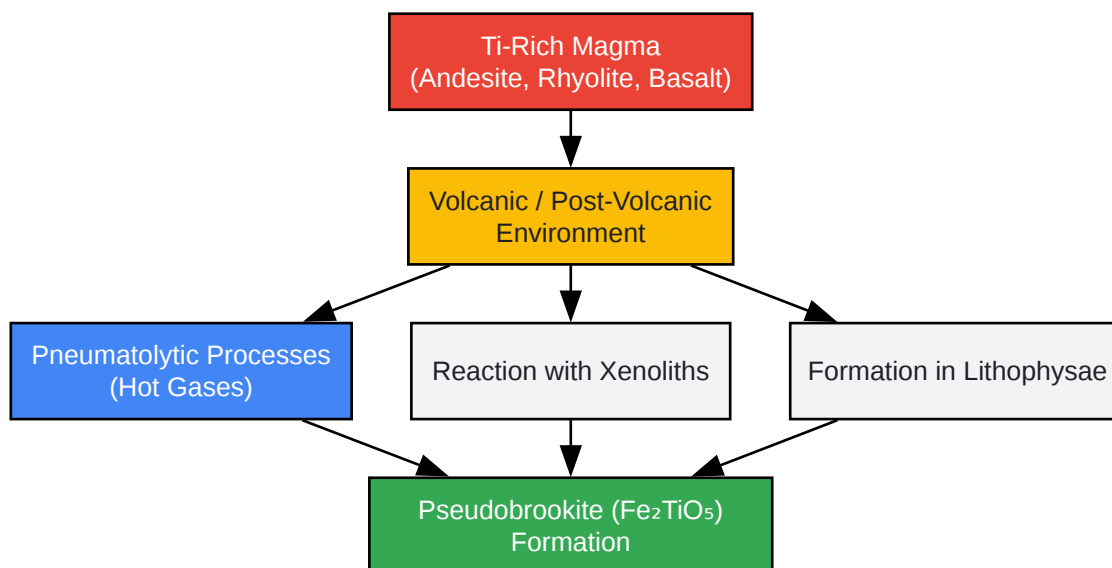 Ti-Rich Magma
(Andesite, Rhyolite, Basalt)
Volcanic / Post-Volcanic
Environment
Pneumatolytic Processes
(Hot Gases)
Reaction with Xenoliths
Formation in Lithophysae
Pseudobrookite (Fe₂TiO₅)
Formation